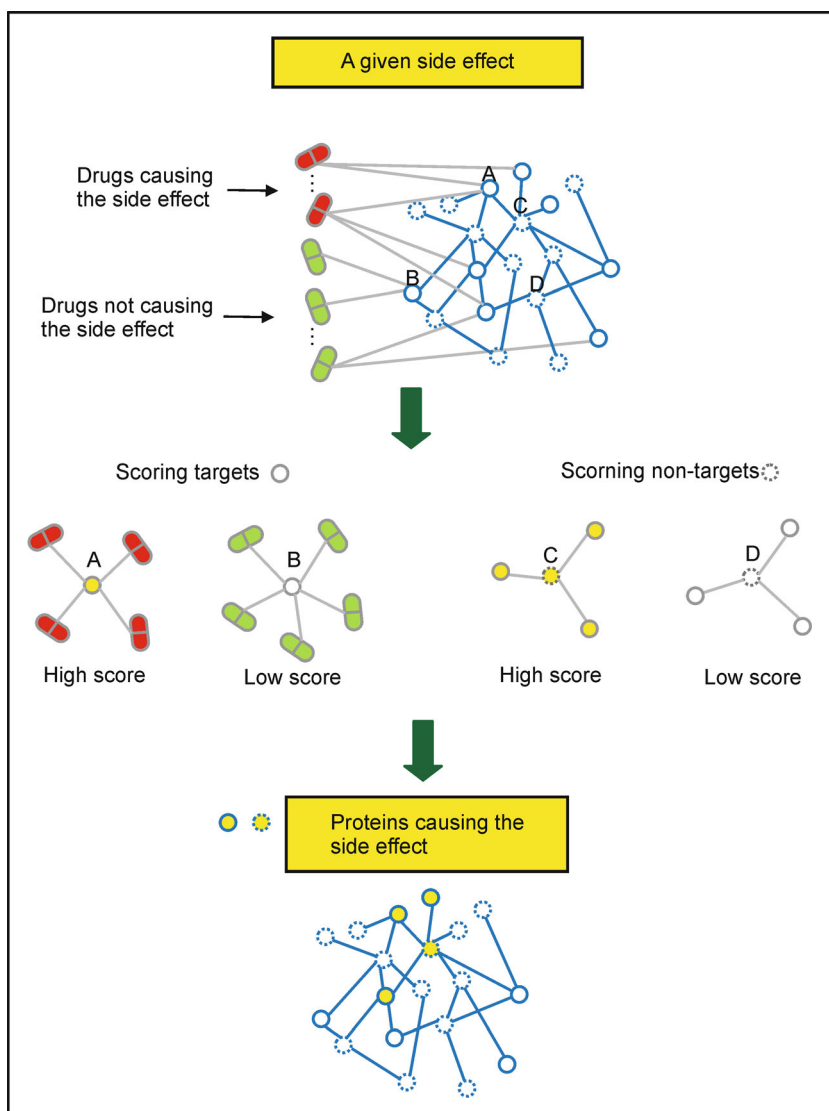 A given side effect
Drugs causing
the side effect
Drugs not causing
the side effect
A
C
B
D
Scoring targets
Scorning non-targets
A
B
C
D
High score
Low score
High score
Low score
Proteins causing the
side effect